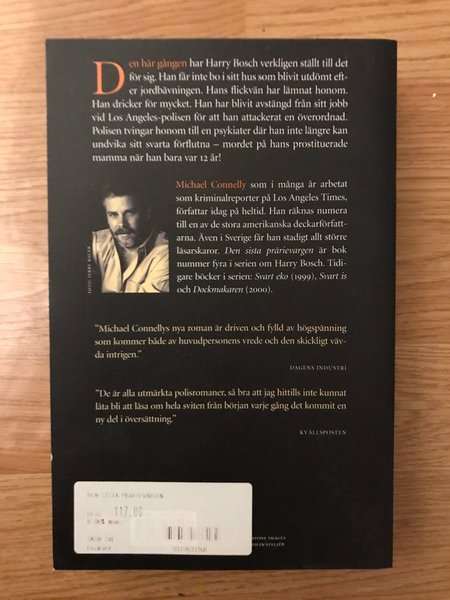 Den här gången har Harry Bosch verkligen ställt till det
för sig. Han får inte bo i sitt hus som blivit utdömt eft-
er jordbävningen. Hans flickvän har lämnat honom.
Han dricker för mycket. Han har blivit avstängd från sitt jobb
vid Los Angeles-polisen för att han attackerat en överordnad.
Polisen tvingar honom till en psykiater där han inte längre kan
undvika sitt svarta förflutna – mordet på hans prostituerade
mamma när han bara var 12 år!
Michael Connelly som i många år arbetat
som kriminalreporter på Los Angeles Times,
författar idag på heltid. Han räknas numera
till en av de stora amerikanska deckarförfatt-
arna. Även i Sverige får han stadigt allt större
läsarskaror. Den sista prärievargen är bok
nummer fyra i serien om Harry Bosch. Tidi-
gare böcker i serien: Svart eko (1999), Svart is
och Dockmakaren (2000).
FOTO: JERRY BAUER
"Michael Connellys nya roman är driven och fylld av högspänning
som kommer både av huvudpersonens vrede och den skickligt väv-
da intrigen."
DAGENS INDUSTRI
"De är alla utmärkta polisromaner, så bra att jag hittills inte kunnat
låta bli att läsa om hela sviten från början varje gång det kommit en
ny del i översättning."
KVÄLLSPOSTEN
DEN SISTA PRÄRIEVARGEN
117.00
STONE IMAGES